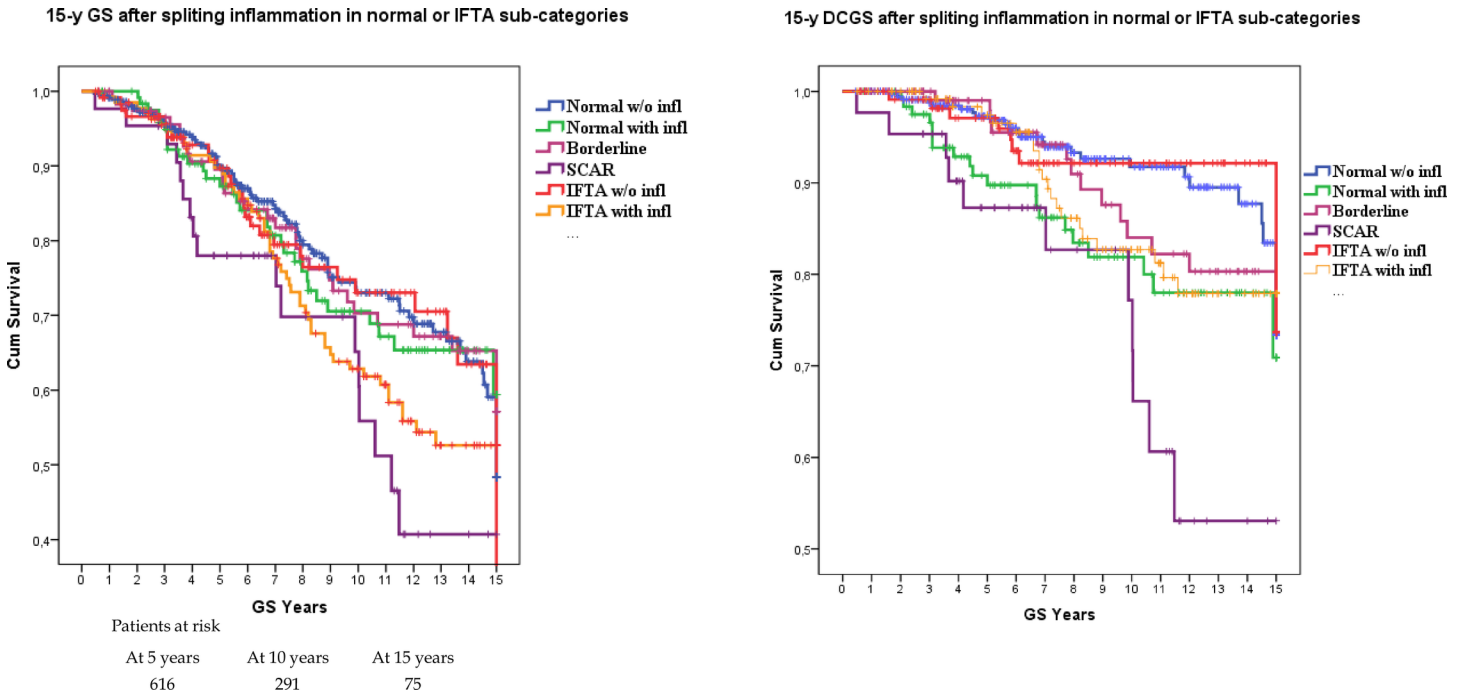 15-y GS after spliting inflammation in normal or IFTA sub-categories
Cum Survival
1,0
0,9
0,8
0,7
0,6
0,5
0,4
0 1 2 3 4 5 6 7 8 9 10 11 12 13 14 15
GS Years
Normal w/o infl
Normal with infl
Borderline
SCAR
IFTA w/o infl
IFTA with infl
...
Patients at risk
At 5 years At 10 years At 15 years
616 291 75
15-y DCGS after spliting inflammation in normal or IFTA sub-categories
Cum Survival
1,0
0,9
0,8
0,7
0,6
0,5
0 1 2 3 4 5 6 7 8 9 10 11 12 13 14 15
GS Years
Normal w/o infl
Normal with infl
Borderline
SCAR
IFTA w/o infl
IFTA with infl
...